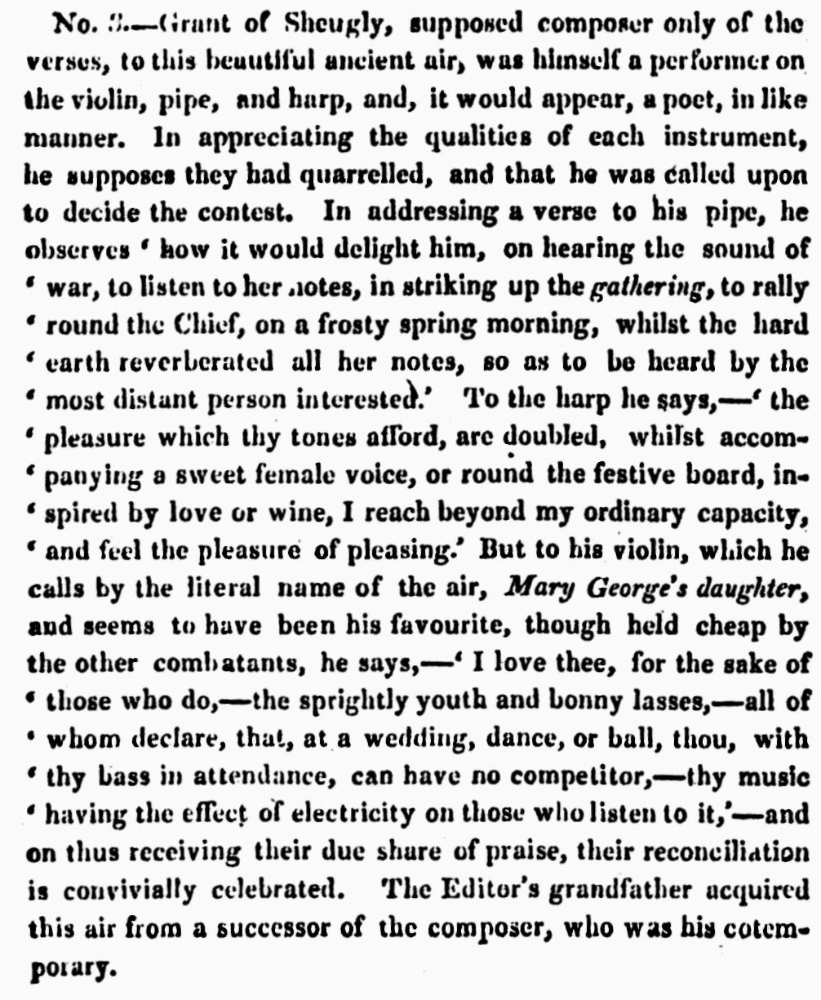 No. 3.—Grant of Sheugly, supposed composer only of the
verses, to this beautiful ancient air, was himself a performer on
the violin, pipe, and harp, and, it would appear, a poet, in like
manner. In appreciating the qualities of each instrument,
he supposes they had quarrelled, and that he was called upon
to decide the contest. In addressing a verse to his pipe, he
observes ‘ how it would delight him, on hearing the sound of
‘ war, to listen to her notes, in striking up the gathering, to rally
‘ round the Chief, on a frosty spring morning, whilst the hard
‘ earth reverberated all her notes, so as to be heard by the
‘ most distant person interested.’ To the harp he says,—‘ the
‘ pleasure which thy tones afford, are doubled, whilst accom-
‘ panying a sweet female voice, or round the festive board, in-
‘ spired by love or wine, I reach beyond my ordinary capacity,
‘ and feel the pleasure of pleasing.’ But to his violin, which he
calls by the literal name of the air, Mary George's daughter,
and seems to have been his favourite, though held cheap by
the other combatants, he says,—‘ I love thee, for the sake of
‘ those who do,—the sprightly youth and bonny lasses,—all of
‘ whom declare, that, at a wedding, dance, or ball, thou, with
‘ thy bass in attendance, can have no competitor,—thy music
‘ having the effect of electricity on those who listen to it,’—and
on thus receiving their due share of praise, their reconciliation
is convivially celebrated. The Editor's grandfather acquired
this air from a successor of the composer, who was his cotem-
porary.